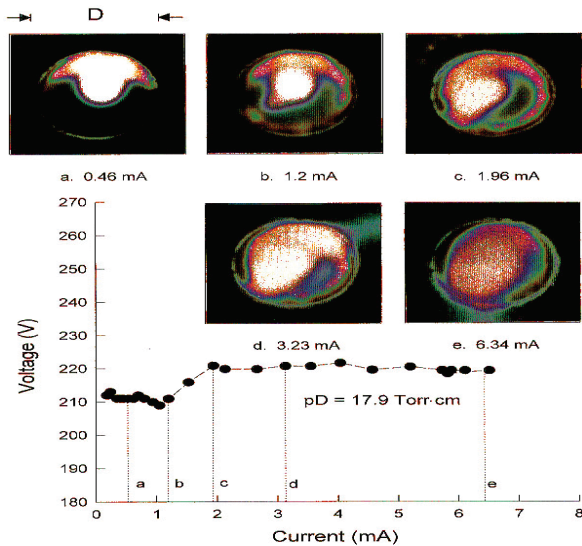 D
a. 0.46 mA
b. 1.2 mA
c. 1.96 mA
d. 3.23 mA
e. 6.34 mA
270
260
250
240
230
220
210
200
190
180
Voltage (V)
pD = 17.9 Torr·cm
a
b
c
d
e
0
1
2
3
4
5
6
7
8
Current (mA)